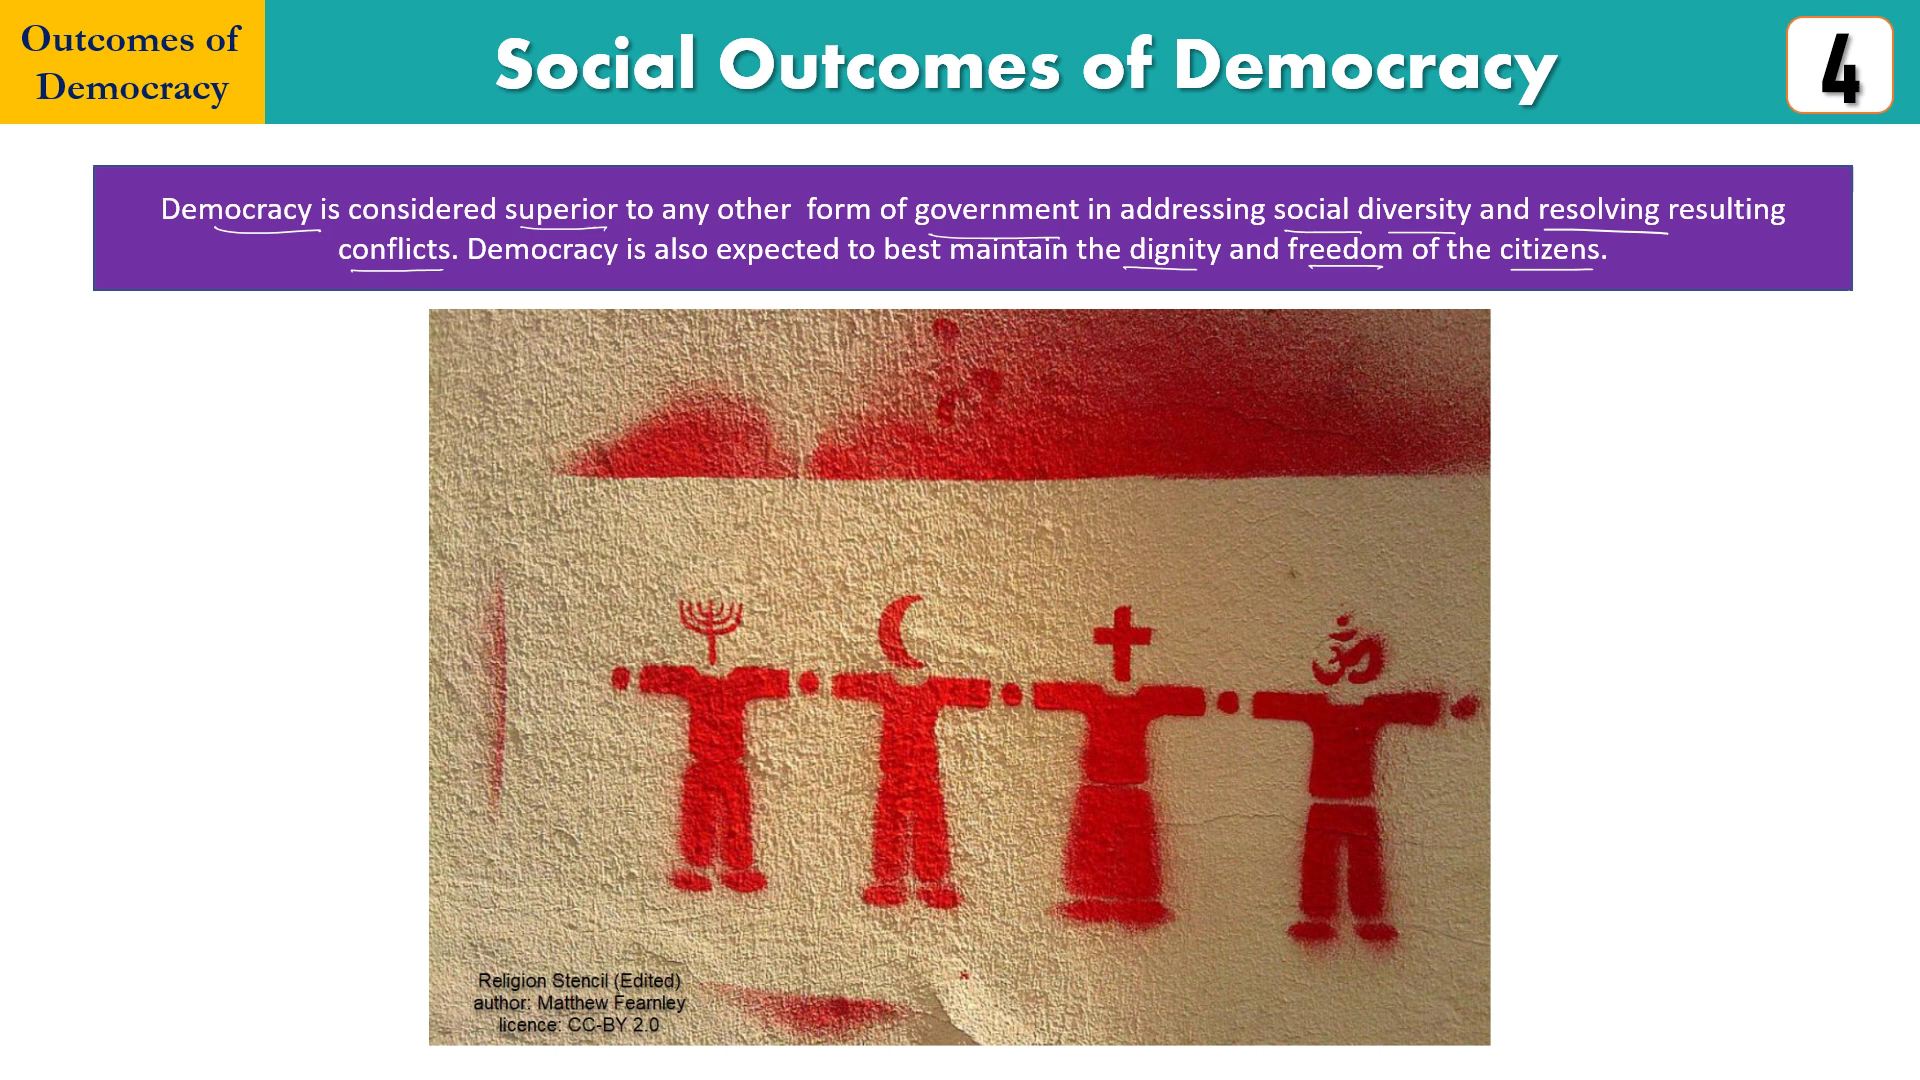 Outcomes of
Democracy
Social Outcomes of Democracy
4
Democracy is considered superior to any other form of government in addressing social diversity and resolving resulting
conflicts. Democracy is also expected to best maintain the dignity and freedom of the citizens.
ॐ
Religion Stencil (Edited)
author: Matthew Fearnley
licence: CC-BY 2.0